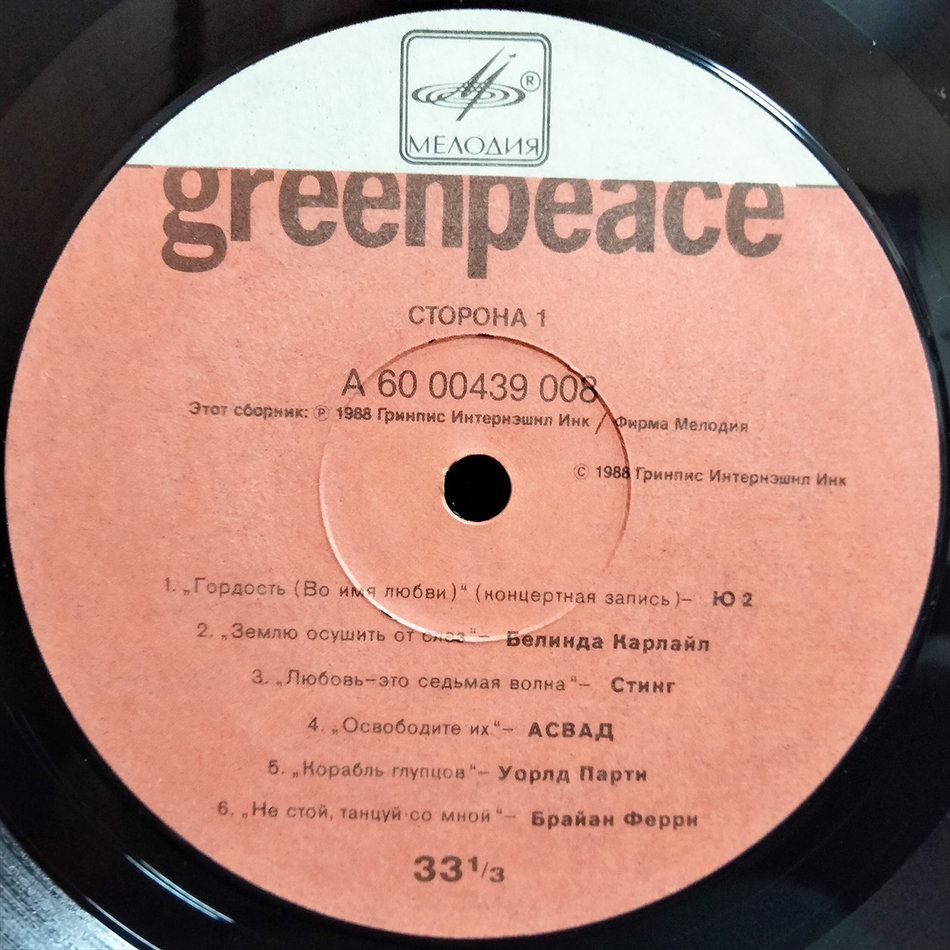 ®
МЕЛОДИЯ
greenpeace
СТОРОНА 1
А 60 00439 008
Этот сборник: ℗ 1988 Гринпис Интернэшнл Инк / Фирма Мелодия
© 1988 Гринпис Интернэшнл Инк
1. „Гордость (Во имя любви)“ (концертная запись)– Ю 2
2. „Землю осушить от слез“– Белинда Карлайл
3. „Любовь–это седьмая волна“– Стинг
4. „Освободите их“– АСВАД
5. „Корабль глупцов“– Уорлд Парти
6. „Не стой, танцуй со мной“– Брайан Ферри
33 1/3